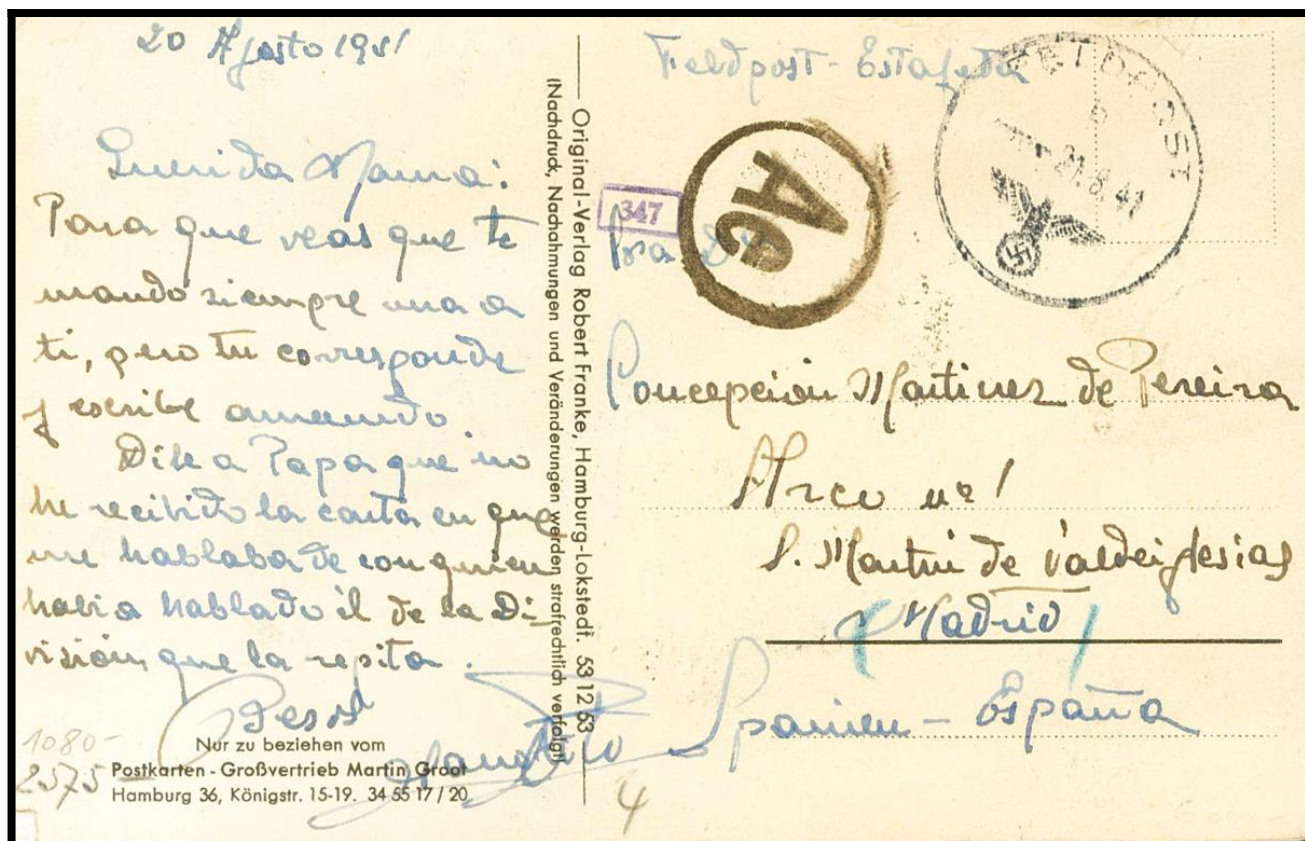 20 Agosto 1941
Querida Mama:
Para que veas que te
mando siempre una a
ti, pero tu corresponde
y escribe amenudo.
Dile a Papa que no
he recibido la carta en que
me hablaba de con quien
habia hablado él de la Di-
visión, que la repita.
Besos
1080-
2575
Nur zu beziehen vom
Postkarten - Großvertrieb Martin Groot
Hamburg 36, Königstr. 15-19. 34 55 17/20
Original-Verlag Robert Franke, Hamburg-Lokstedt. 53 12 53
(Nachdruck, Nachahmungen und Veränderungen werden strafrechtlich verfolgt)
Feldpost - Estafeta
FELDPOST
21.8.41
347
Ac
Concepción Martinez de Pereira
Arco nº 1
S. Martin de Valdeiglesias
(Madrid)
Spanien - España
4